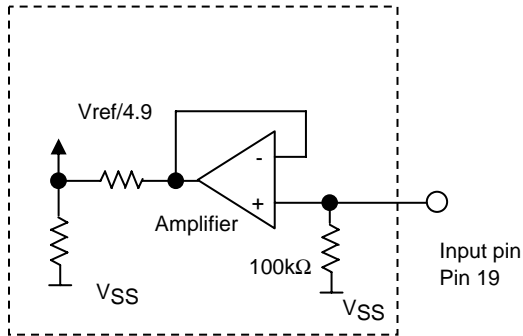 Vref/4.9
-
+
Amplifier
100kΩ
Input pin
Pin 19
VSS
VSS